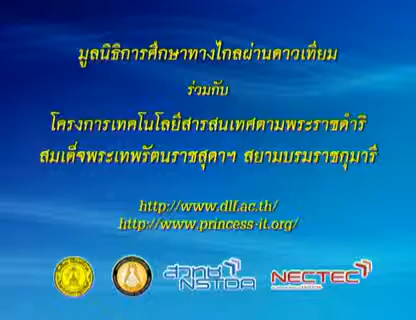 มูลนิธิการศึกษาทางไกลผ่านดาวเทียม
ร่วมกับ
โครงการเทคโนโลยีสารสนเทศตามพระราชดำริ
สมเด็จพระเทพรัตนราชสุดาฯ สยามบรมราชกุมารี
http://www.dlf.ac.th/
http://www.princess-it.org/
สวทช NECTEC
NSTDA